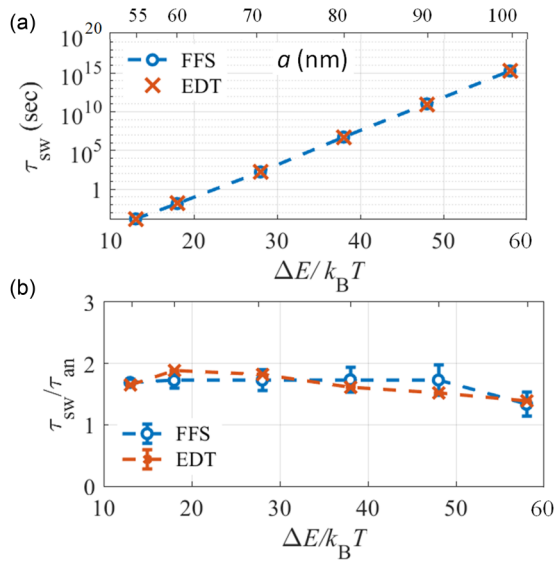 (a)
55 60 70 80 90 100
10^20
10^15
10^10
10^5
1
τ_sw (sec)
FFS
EDT
a (nm)
10 20 30 40 50 60
ΔE/k_BT
(b)
3
2
1
0
τ_sw/τ_an
FFS
EDT
10 20 30 40 50 60
ΔE/k_BT